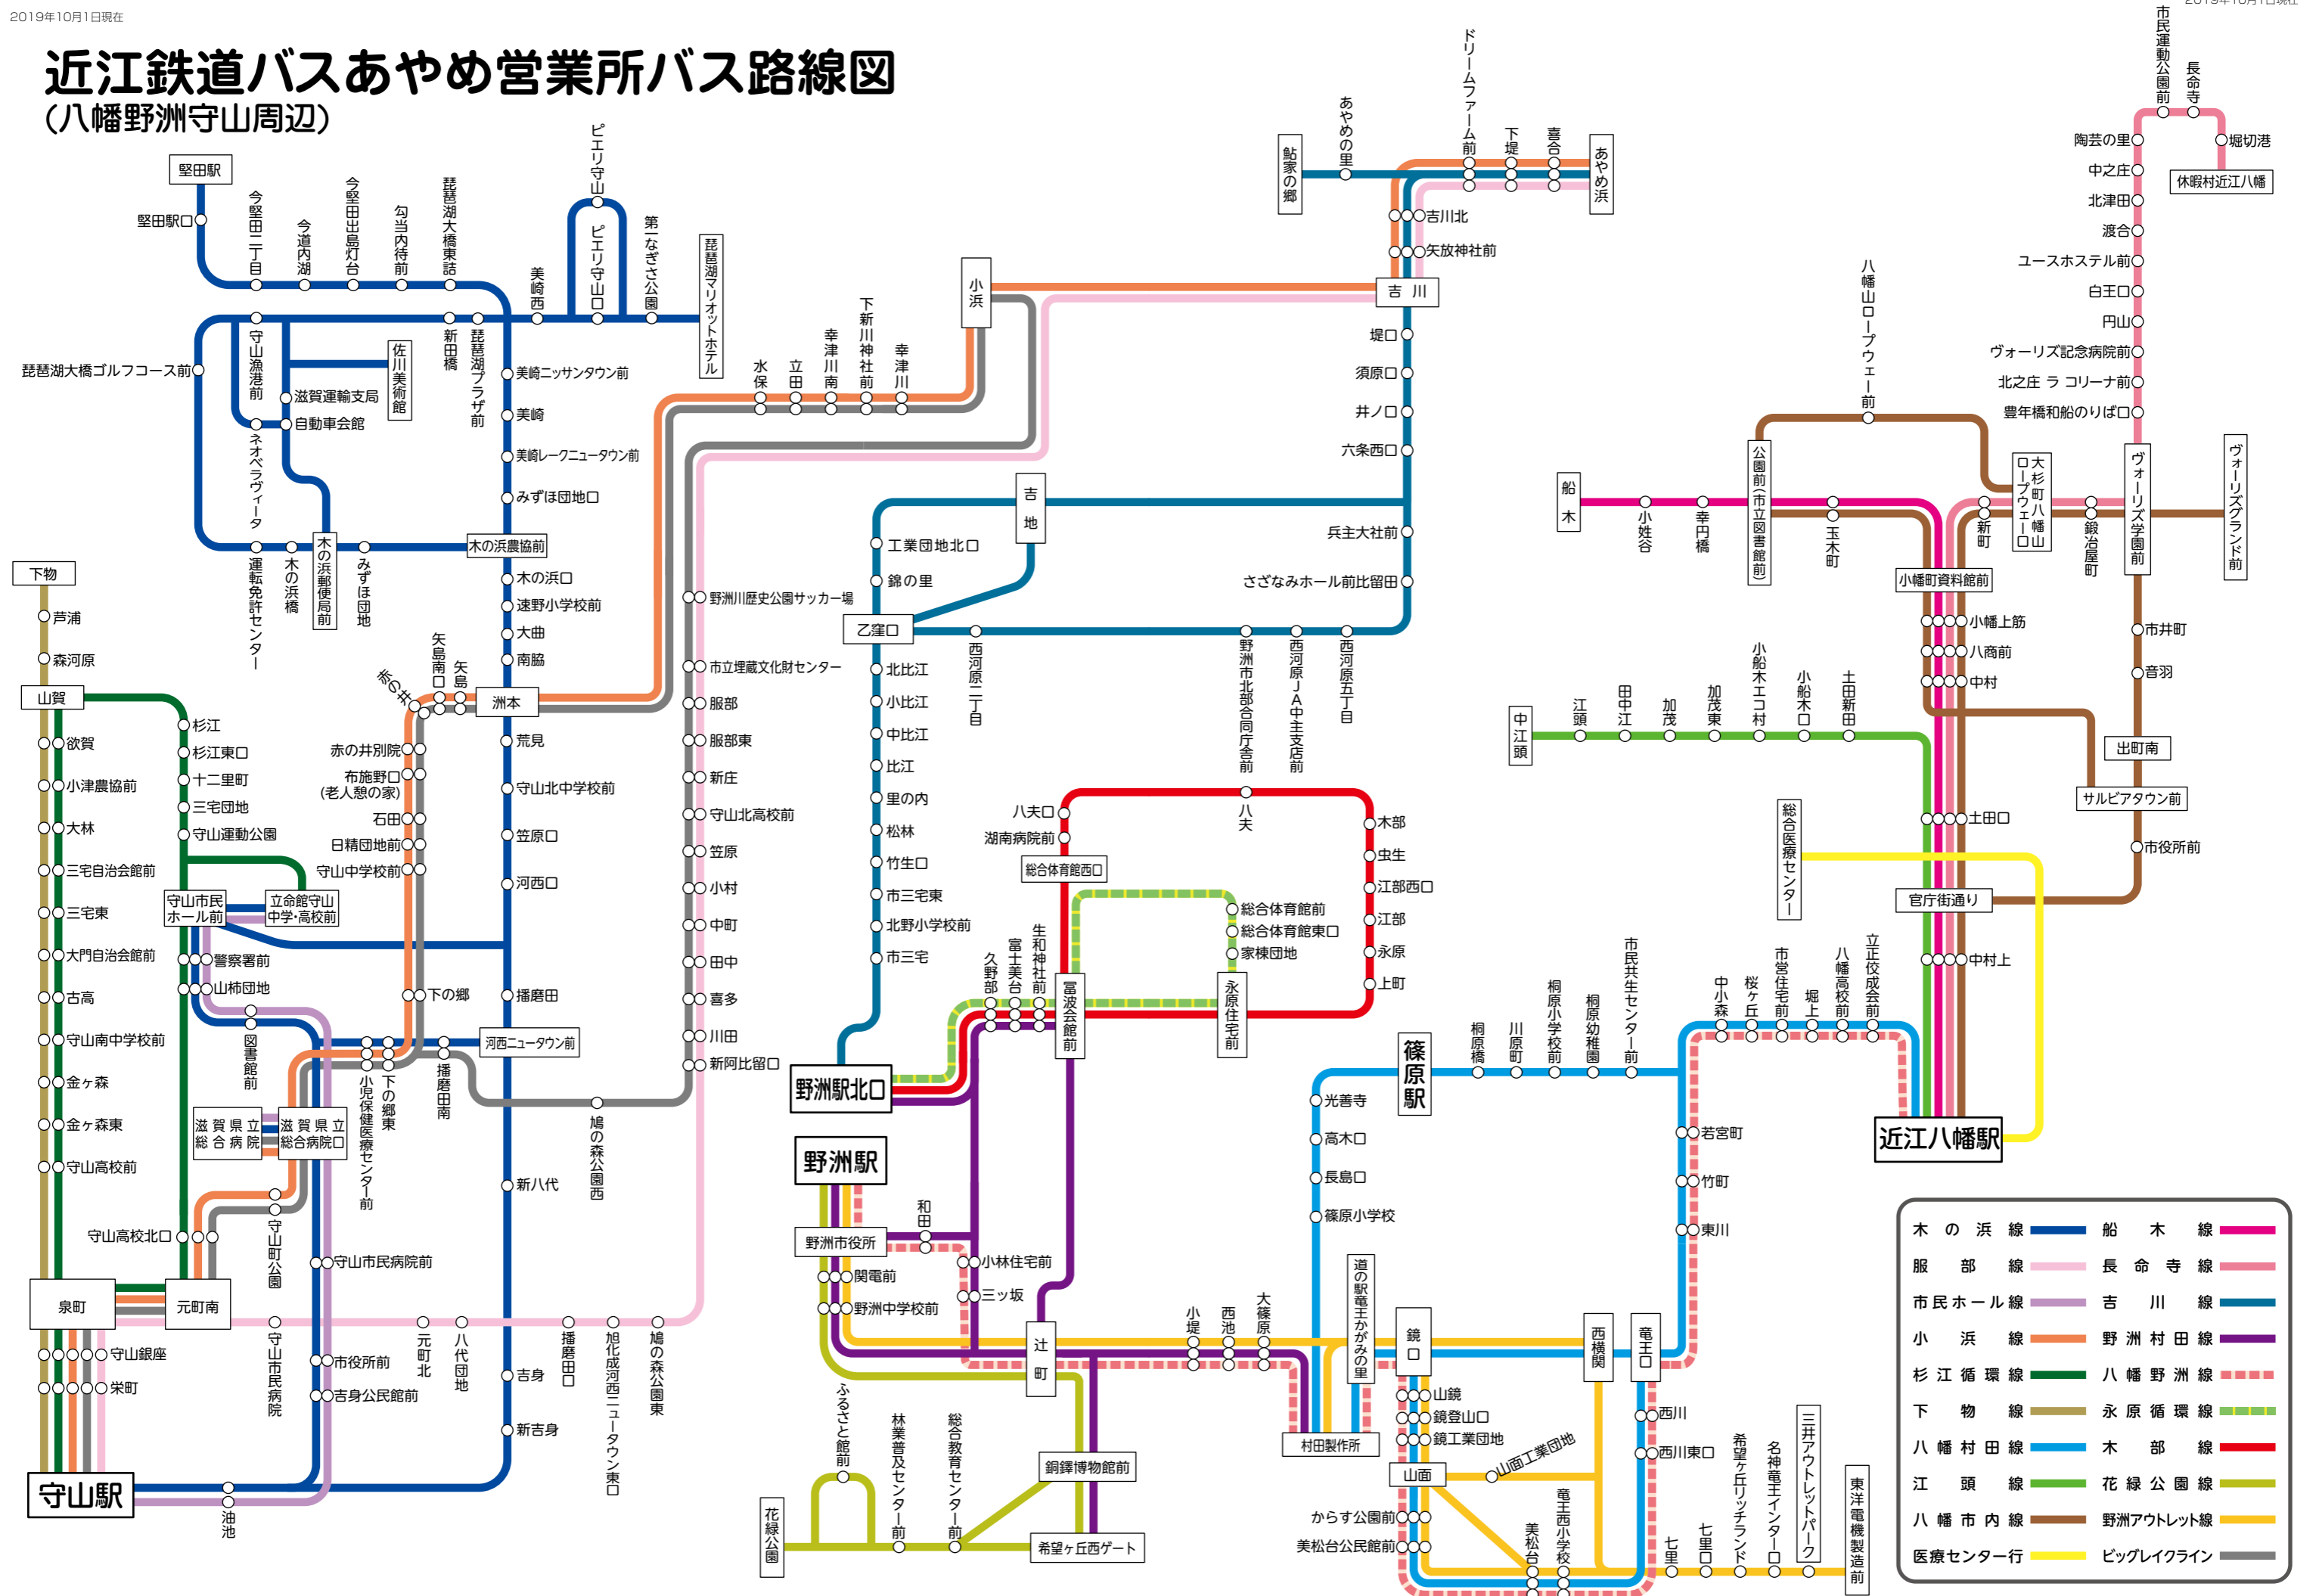 2019年10月1日現在
2019年10月1日現在
近江鉄道バスあやめ営業所バス路線図
(八幡野洲守山周辺)
堅田駅
堅田駅口
今堅田二丁目
今道内湖
今堅田出島灯台
勾当内侍前
琵琶湖大橋東詰
美崎西
ピエリ守山
ピエリ守山口
第一なぎさ公園
琵琶湖マリオットホテル
守山漁港前
新田橋
琵琶湖プラザ前
琵琶湖大橋ゴルフコース前
佐川美術館
滋賀運輸支局
自動車会館
ネオベラヴィータ
美崎ニッサンタウン前
美崎
美崎レークニュータウン前
みずほ団地口
木の浜農協前
運転免許センター
木の浜橋
木の浜郵便局前
みずほ団地
木の浜口
速野小学校前
大曲
南脇
洲本
荒見
守山北中学校前
笠原口
河西口
播磨田
河西ニュータウン前
新八代
吉身
新吉身
下物
芦浦
森河原
山賀
欲賀
小津農協前
大林
三宅自治会館前
三宅東
大門自治会館前
古高
守山南中学校前
金ヶ森
金ヶ森東
守山高校前
杉江
杉江東口
十二里町
三宅団地
守山運動公園
守山市民
ホール前
立命館守山
中学・高校前
警察署前
山柿団地
図書館前
矢島南口
矢島
赤の井
赤の井別院
布施野口
(老人憩の家)
石田
日精団地前
守山中学校前
下の郷
小児保健医療センター前
下の郷東
播磨田南
鳩の森公園西
滋賀県立
総合病院
滋賀県立
総合病院口
守山高校北口
守山町公園
守山市民病院前
泉町
元町南
守山銀座
栄町
守山市民病院
元町北
八代団地
播磨田口
旭化成河西ニュータウン東口
鳩の森公園東
市役所前
吉身公民館前
守山駅
油池
水保
立田
幸津川南
下新川神社前
幸津川
小浜
野洲川歴史公園サッカー場
市立埋蔵文化財センター
服部
服部東
新庄
守山北高校前
笠原
小村
中町
田中
喜多
川田
新阿比留口
鮎家の郷
あやめの里
ドリームファーム前
下堤
喜合
あやめ浜
吉川北
矢放神社前
吉川
堤口
須原口
井ノ口
六条西口
兵主大社前
さざなみホール前比留田
吉地
工業団地北口
錦の里
乙窪口
西河原二丁目
野洲市北部合同庁舎前
西河原JA中主支店前
西河原五丁目
北比江
小比江
中比江
比江
里の内
松林
竹生口
市三宅東
北野小学校前
市三宅
野洲駅北口
八夫口
湖南病院前
総合体育館西口
八夫
木部
虫生
江部西口
江部
永原
上町
総合体育館前
総合体育館東口
家棟団地
久野部
冨士美台
生和神社前
冨波会館前
永原住宅前
野洲駅
野洲市役所
和田
関電前
野洲中学校前
小林住宅前
三ッ坂
辻町
小堤
西池
大篠原
ふるさと館前
林業普及センター前
総合教育センター前
花緑公園
銅鐸博物館前
希望ヶ丘西ゲート
村田製作所
道の駅竜王かがみの里
鏡口
西横関
竜王口
山鏡
鏡登山口
鏡工業団地
山面
山面工業団地
からす公園前
美松台公民館前
美松台
竜王西小学校
西川
西川東口
七里
七里口
希望ヶ丘リッチランド
名神竜王インター口
三井アウトレットパーク
東洋電機製造前
篠原駅
光善寺
高木口
長島口
篠原小学校
桐原橋
川原町
桐原小学校前
桐原幼稚園
市民共生センター前
中小森
桜ヶ丘
市営住宅前
堀上
八幡高校前
立正佼成会前
若宮町
竹町
東川
近江八幡駅
市民運動公園前
長命寺
堀切港
休暇村近江八幡
陶芸の里
中之庄
北津田
渡合
ユースホステル前
白王口
円山
ヴォーリズ記念病院前
北之庄 ラ コリーナ前
豊年橋和船のりば口
ヴォーリズ学園前
ヴォーリズグランド前
八幡山ロープウェー前
公園前(市立図書館前)
大杉町八幡山
ロープウェー口
船木
小姓谷
幸円橋
玉木町
新町
鍛冶屋町
小幡町資料館前
小幡上筋
八商前
中村
市井町
音羽
出町南
サルビアタウン前
市役所前
中江頭
江頭
田中江
加茂
加茂東
小船木エコ村
小船木口
土田新田
土田口
総合医療センター
官庁街通り
中村上
木の浜線
船木線
服部線
長命寺線
市民ホール線
吉川線
小浜線
野洲村田線
杉江循環線
八幡野洲線
下物線
永原循環線
八幡村田線
木部線
江頭線
花緑公園線
八幡市内線
野洲アウトレット線
医療センター行
ビッグレイクライン